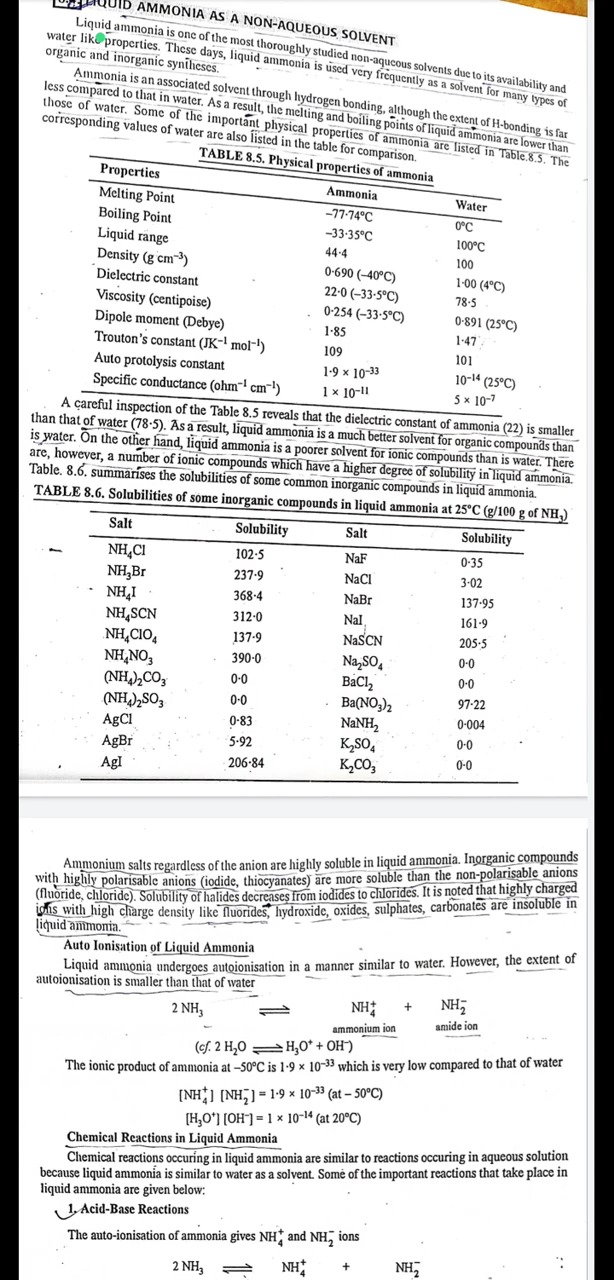 LIQUID AMMONIA AS A NON-AQUEOUS SOLVENT
Liquid ammonia is one of the most thoroughly studied non-aqueous solvents due to its availability and
water like properties. These days, liquid ammonia is used very frequently as a solvent for many types of
organic and inorganic syntheses.
Ammonia is an associated solvent through hydrogen bonding, although the extent of H-bonding is far
less compared to that in water. As a result, the melting and boiling points of liquid ammonia are lower than
those of water. Some of the important physical properties of ammonia are listed in Table.8.5. The
corresponding values of water are also listed in the table for comparison.
TABLE 8.5. Physical properties of ammonia
Properties Ammonia Water
Melting Point –77·74°C 0°C
Boiling Point –33·35°C 100°C
Liquid range 44·4 100
Density (g cm⁻³) 0·690 (–40°C) 1·00 (4°C)
Dielectric constant 22·0 (–33·5°C) 78·5
Viscosity (centipoise) 0·254 (–33·5°C) 0·891 (25°C)
Dipole moment (Debye) 1·85 1·47
Trouton's constant (JK⁻¹ mol⁻¹) 109 101
Auto protolysis constant 1·9 × 10⁻³³ 10⁻¹⁴ (25°C)
Specific conductance (ohm⁻¹ cm⁻¹) 1 × 10⁻¹¹ 5 × 10⁻⁷
A careful inspection of the Table 8.5 reveals that the dielectric constant of ammonia (22) is smaller
than that of water (78·5). As a result, liquid ammonia is a much better solvent for organic compounds than
is water. On the other hand, liquid ammonia is a poorer solvent for ionic compounds than is water. There
are, however, a number of ionic compounds which have a higher degree of solubility in liquid ammonia.
Table. 8.6. summarises the solubilities of some common inorganic compounds in liquid ammonia.
TABLE 8.6. Solubilities of some inorganic compounds in liquid ammonia at 25°C (g/100 g of NH₃)
Salt Solubility Salt Solubility
NH₄Cl 102·5 NaF 0·35
NH₃Br 237·9 NaCl 3·02
NH₄I 368·4 NaBr 137·95
NH₄SCN 312·0 NaI 161·9
NH₄ClO₄ 137·9 NaSCN 205·5
NH₄NO₃ 390·0 Na₂SO₄ 0·0
(NH₄)₂CO₃ 0·0 BaCl₂ 0·0
(NH₄)₂SO₃ 0·0 Ba(NO₃)₂ 97·22
AgCl 0·83 NaNH₂ 0·004
AgBr 5·92 K₂SO₄ 0·0
AgI 206·84 K₂CO₃ 0·0
Ammonium salts regardless of the anion are highly soluble in liquid ammonia. Inorganic compounds
with highly polarisable anions (iodide, thiocyanates) are more soluble than the non-polarisable anions
(fluoride, chloride). Solubility of halides decreases from iodides to chlorides. It is noted that highly charged
ions with high charge density like fluorides, hydroxide, oxides, sulphates, carbonates are insoluble in
liquid ammonia.
Auto Ionisation of Liquid Ammonia
Liquid ammonia undergoes autoionisation in a manner similar to water. However, the extent of
autoionisation is smaller than that of water
2 NH₃ ⇌ NH₄⁺ + NH₂⁻
ammonium ion amide ion
(cf. 2 H₂O ⇌ H₃O⁺ + OH⁻)
The ionic product of ammonia at –50°C is 1·9 × 10⁻³³ which is very low compared to that of water
[NH₄⁺] [NH₂⁻] = 1·9 × 10⁻³³ (at – 50°C)
[H₃O⁺] [OH⁻] = 1 × 10⁻¹⁴ (at 20°C)
Chemical Reactions in Liquid Ammonia
Chemical reactions occuring in liquid ammonia are similar to reactions occuring in aqueous solution
because liquid ammonia is similar to water as a solvent. Some of the important reactions that take place in
liquid ammonia are given below:
1. Acid-Base Reactions
The auto-ionisation of ammonia gives NH₄⁺ and NH₂⁻ ions
2 NH₃ ⇌ NH₄⁺ + NH₂⁻